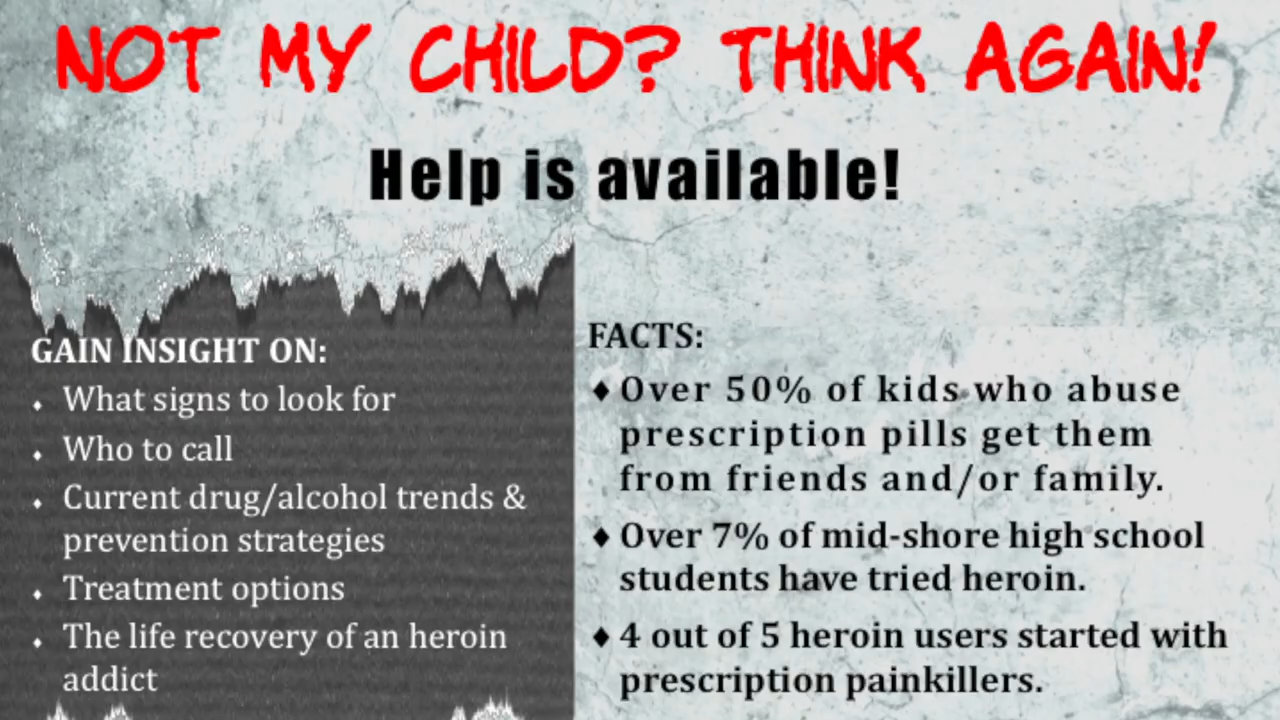 NOT MY CHILD? THINK AGAIN!
Help is available!
GAIN INSIGHT ON:
⬩ What signs to look for
⬩ Who to call
⬩ Current drug/alcohol trends &
prevention strategies
⬩ Treatment options
⬩ The life recovery of an heroin
addict
FACTS:
♦ Over 50% of kids who abuse
prescription pills get them
from friends and/or family.
♦ Over 7% of mid-shore high school
students have tried heroin.
♦ 4 out of 5 heroin users started with
prescription painkillers.